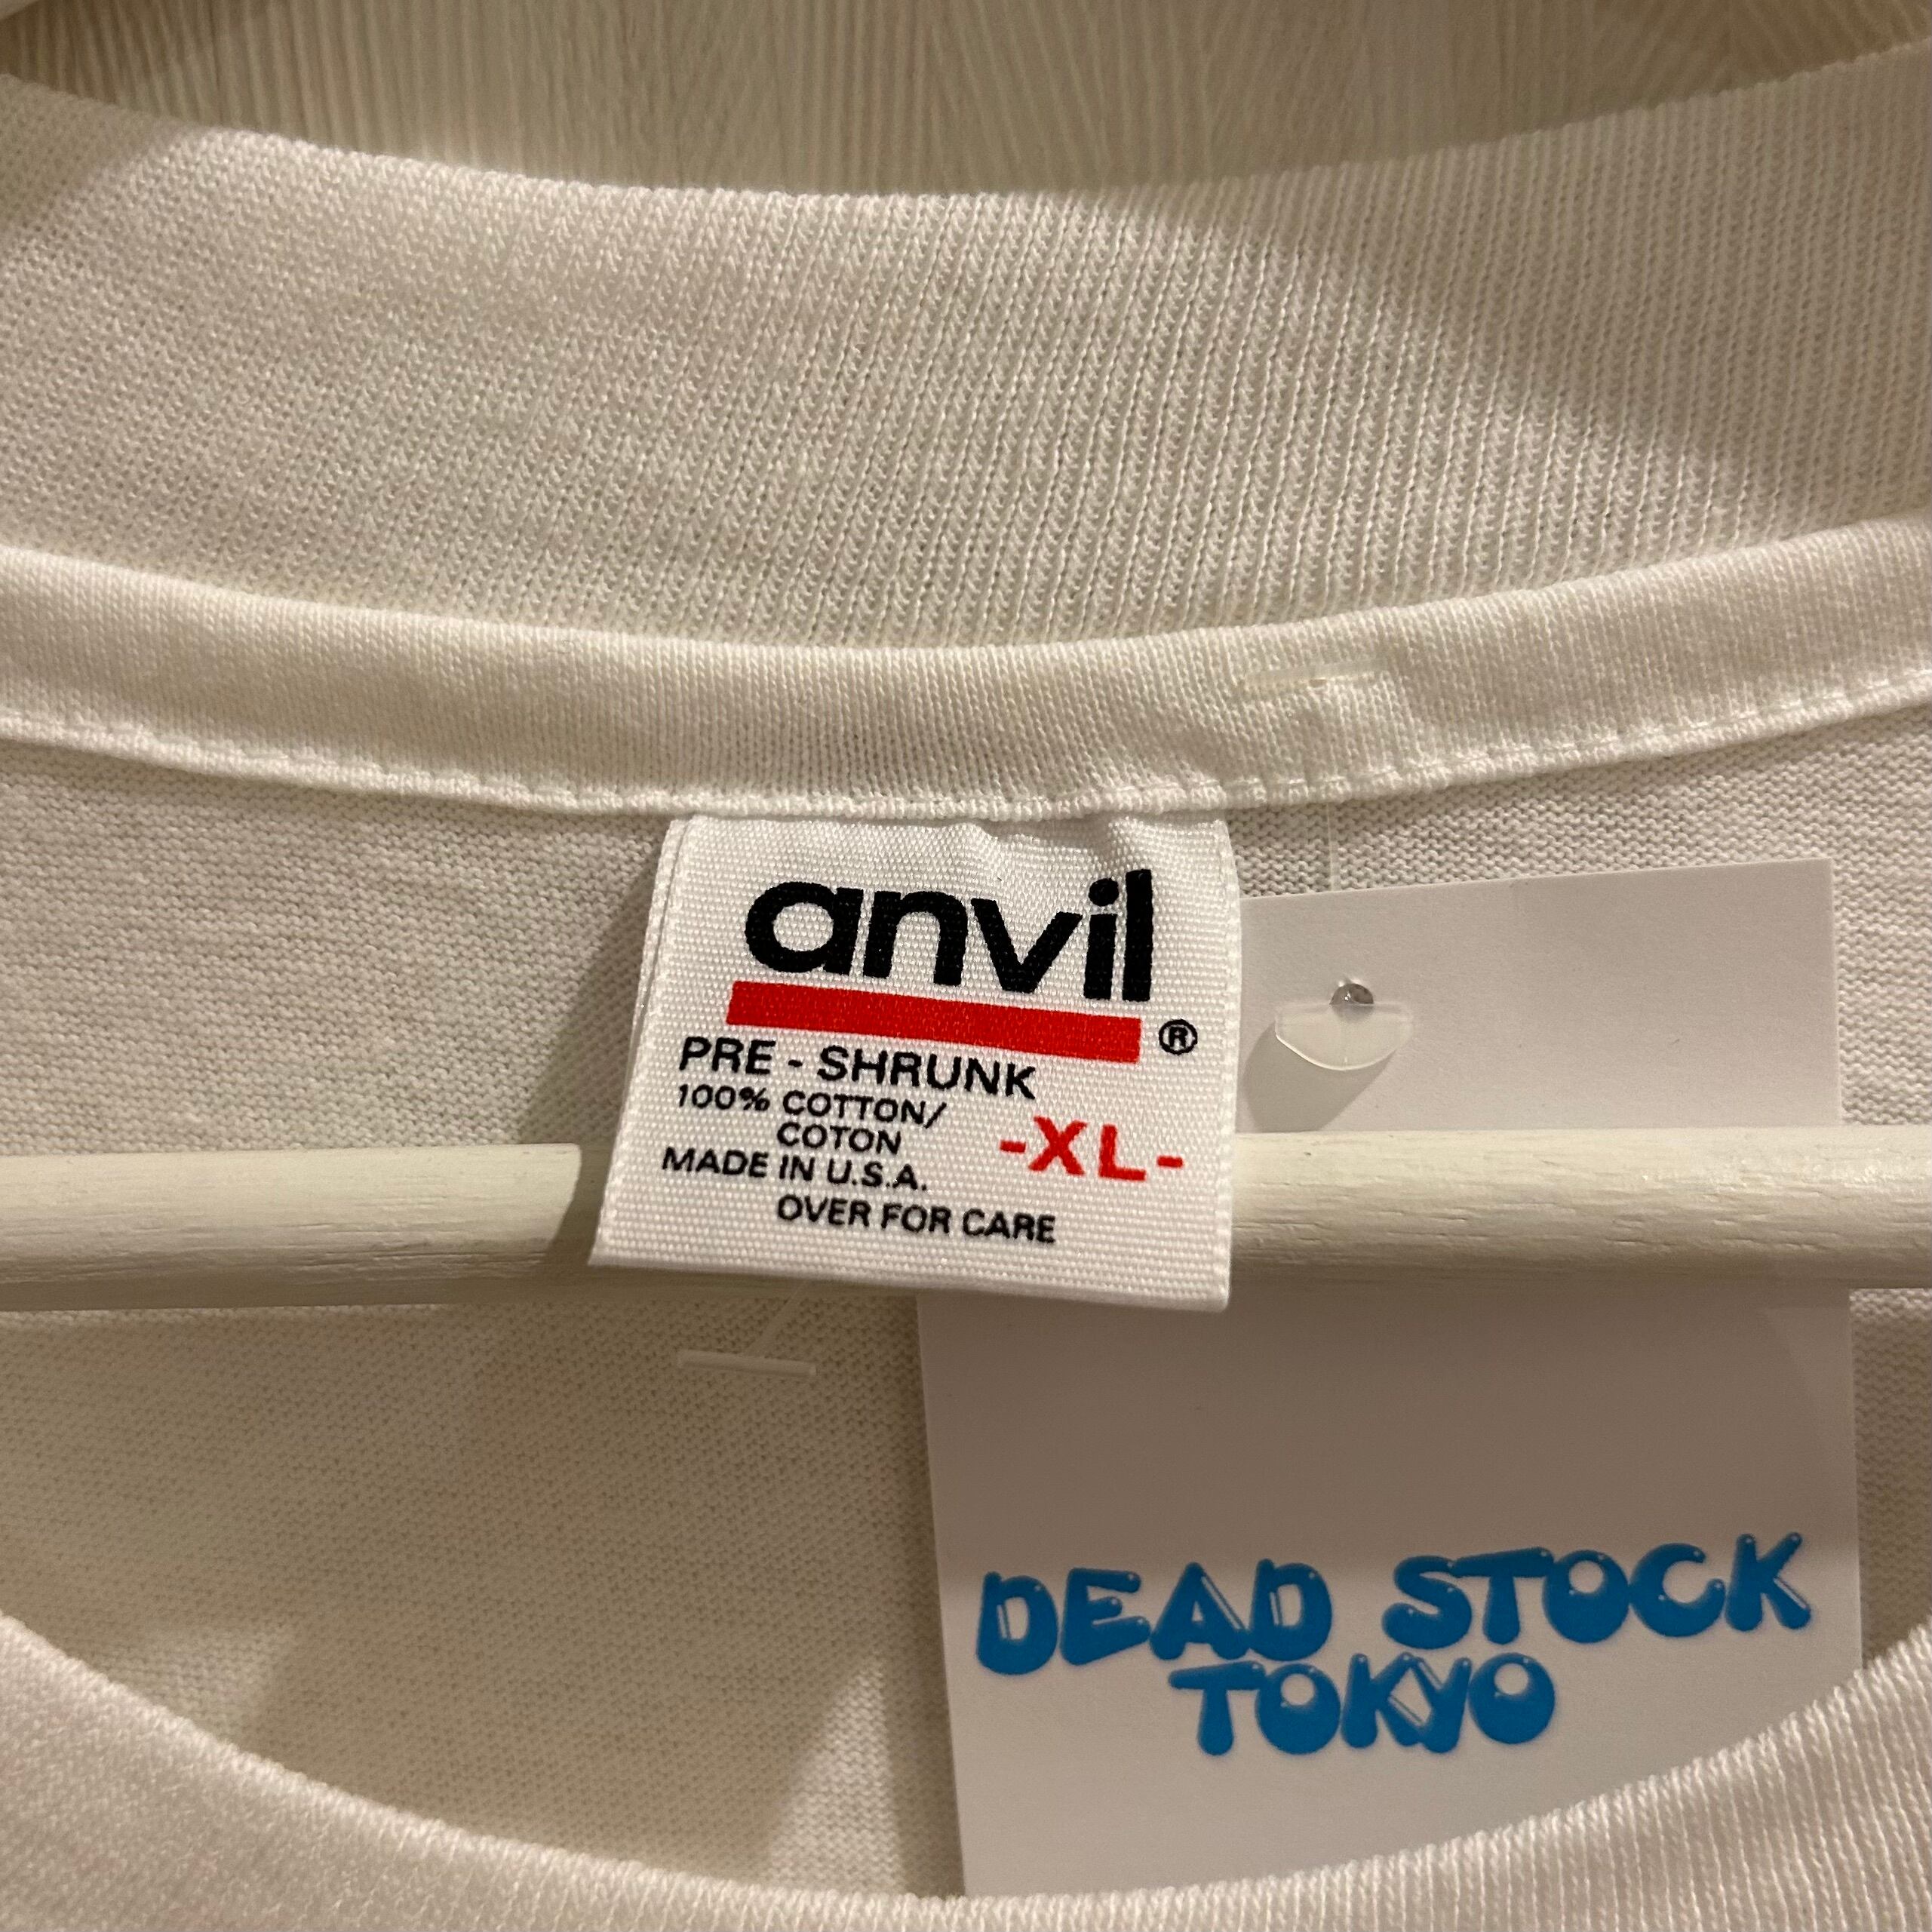 anvil
®
PRE - SHRUNK
100% COTTON/
COTON
-XL-
MADE IN U.S.A.
OVER FOR CARE
DEAD STOCK
TOKYO